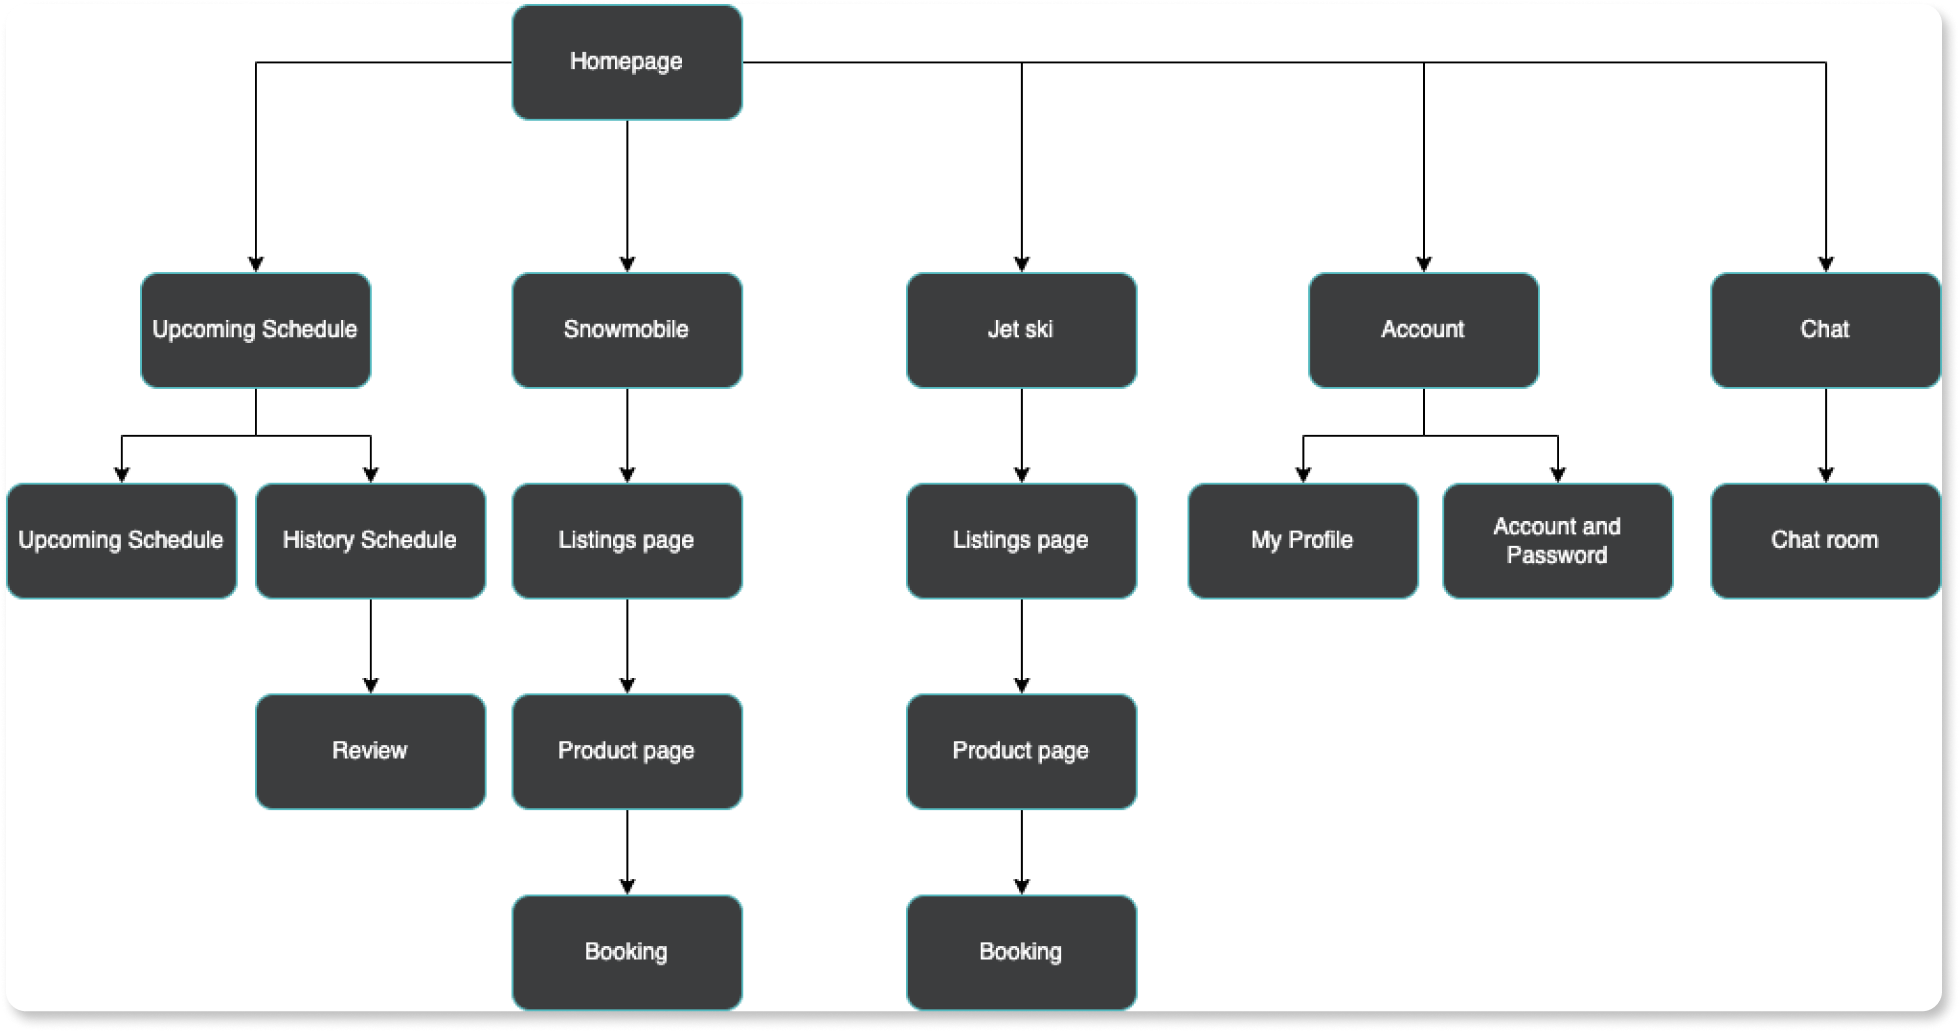 Homepage
Upcoming Schedule
Snowmobile
Jet ski
Account
Chat
Upcoming Schedule
History Schedule
Listings page
Listings page
My Profile
Account and
Password
Chat room
Review
Product page
Product page
Booking
Booking